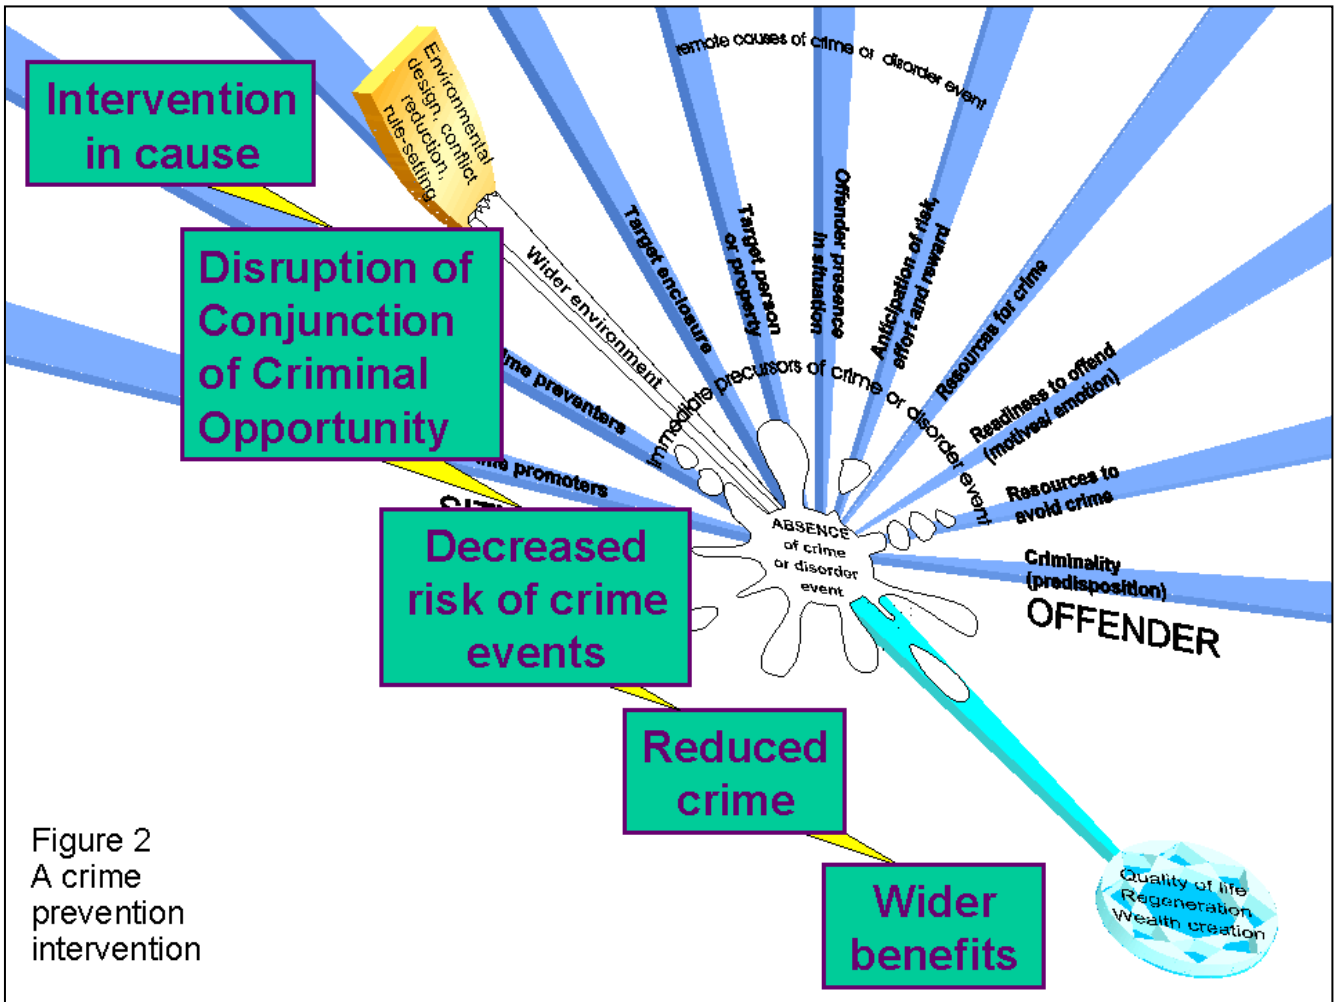 remote causes of crime or disorder event
Environmental
design, conflict
reduction,
rule-setting
Intervention
in cause
Disruption of
Conjunction
of Criminal
Opportunity
Decreased
risk of crime
events
Reduced
crime
Wider
benefits
Wider environment
Target enclosure
Target person
or property
Offender presence
in situation
Anticipation of risk,
effort and reward
Resources for crime
Readiness to offend
(motives/ emotion)
Resources to
avoid crime
Criminality
(predisposition)
OFFENDER
preventers
promoters
Immediate precursors of crime or disorder event
ABSENCE
of crime
or disorder
event
Quality of life
Regeneration
Wealth creation
Figure 2
A crime
prevention
intervention